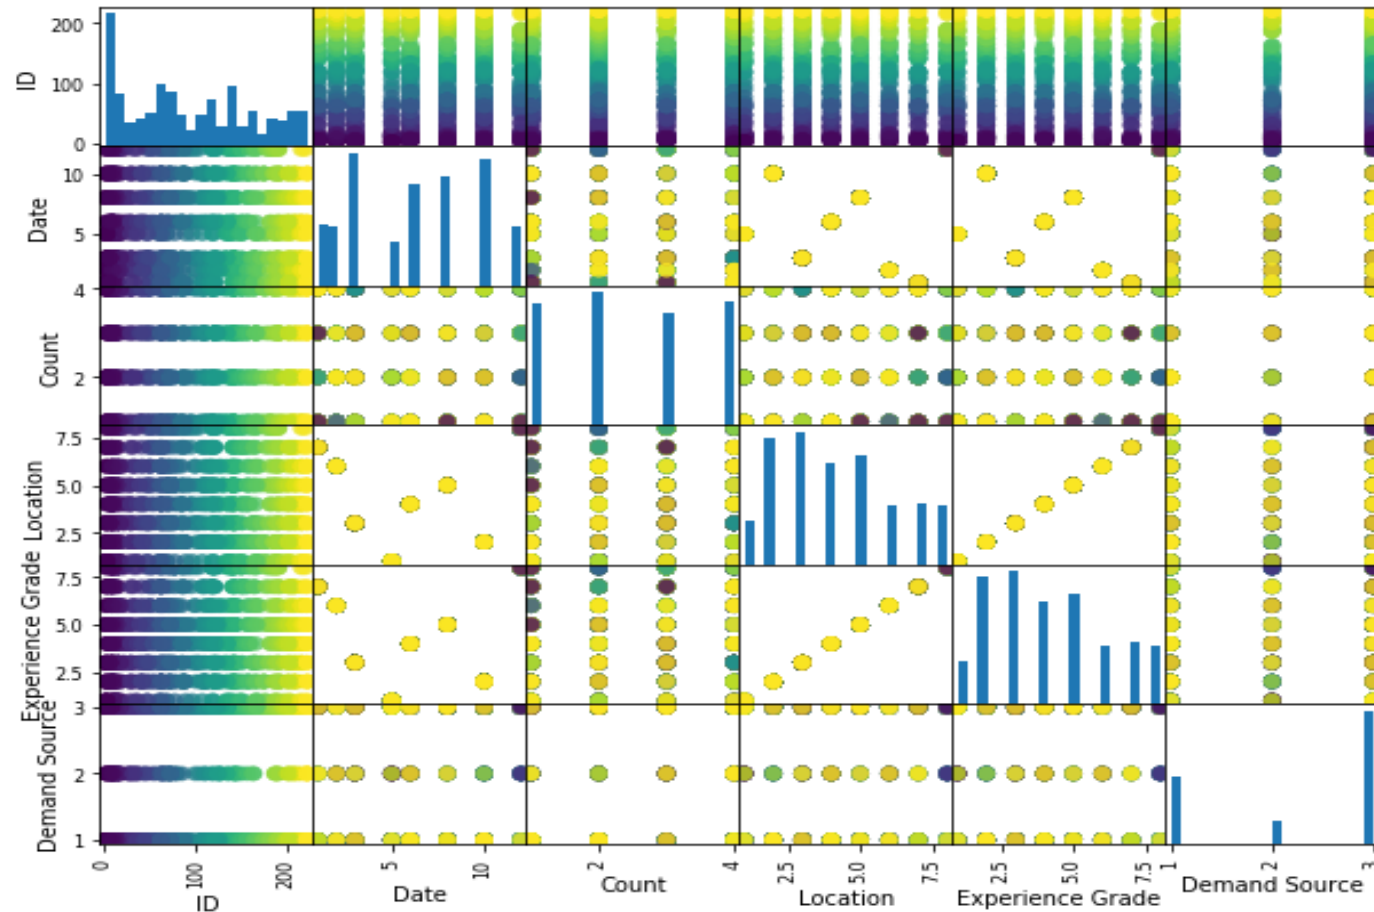 200
100
0
ID
10
5
Date
4
2
Count
7.5
5.0
2.5
Location
7.5
5.0
2.5
Experience Grade
3
2
1
Demand Source
0 100 200
5 10
2 4
2.5 5.0 7.5
2.5 5.0 7.5
1 2 3
ID Date Count Location Experience Grade Demand Source